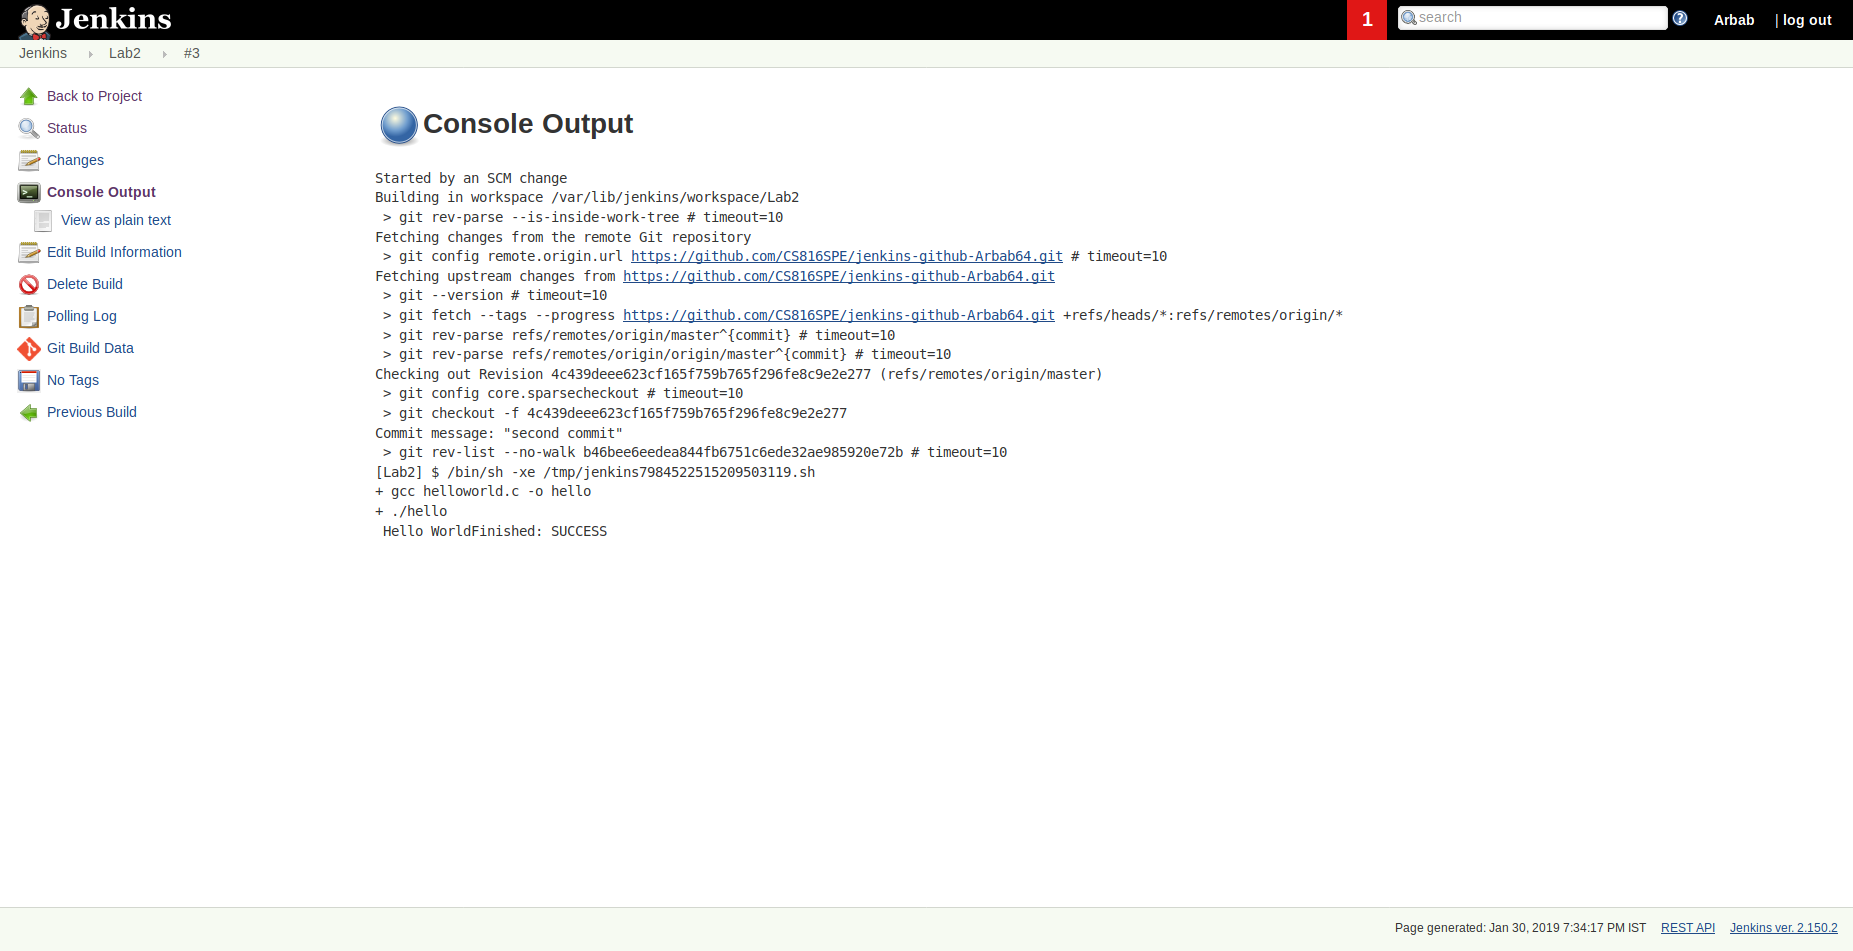 Jenkins
1
search
?
Arbab
| log out
Jenkins
Lab2
#3
Back to Project
Status
Changes
Console Output
View as plain text
Edit Build Information
Delete Build
Polling Log
Git Build Data
No Tags
Previous Build
Console Output
Started by an SCM change
Building in workspace /var/lib/jenkins/workspace/Lab2
 > git rev-parse --is-inside-work-tree # timeout=10
Fetching changes from the remote Git repository
 > git config remote.origin.url https://github.com/CS816SPE/jenkins-github-Arbab64.git # timeout=10
Fetching upstream changes from https://github.com/CS816SPE/jenkins-github-Arbab64.git
 > git --version # timeout=10
 > git fetch --tags --progress https://github.com/CS816SPE/jenkins-github-Arbab64.git +refs/heads/*:refs/remotes/origin/*
 > git rev-parse refs/remotes/origin/master^{commit} # timeout=10
 > git rev-parse refs/remotes/origin/origin/master^{commit} # timeout=10
Checking out Revision 4c439deee623cf165f759b765f296fe8c9e2e277 (refs/remotes/origin/master)
 > git config core.sparsecheckout # timeout=10
 > git checkout -f 4c439deee623cf165f759b765f296fe8c9e2e277
Commit message: "second commit"
 > git rev-list --no-walk b46bee6eedea844fb6751c6ede32ae985920e72b # timeout=10
[Lab2] $ /bin/sh -xe /tmp/jenkins7984522515209503119.sh
+ gcc helloworld.c -o hello
+ ./hello
 Hello WorldFinished: SUCCESS
Page generated: Jan 30, 2019 7:34:17 PM IST
REST API
Jenkins ver. 2.150.2